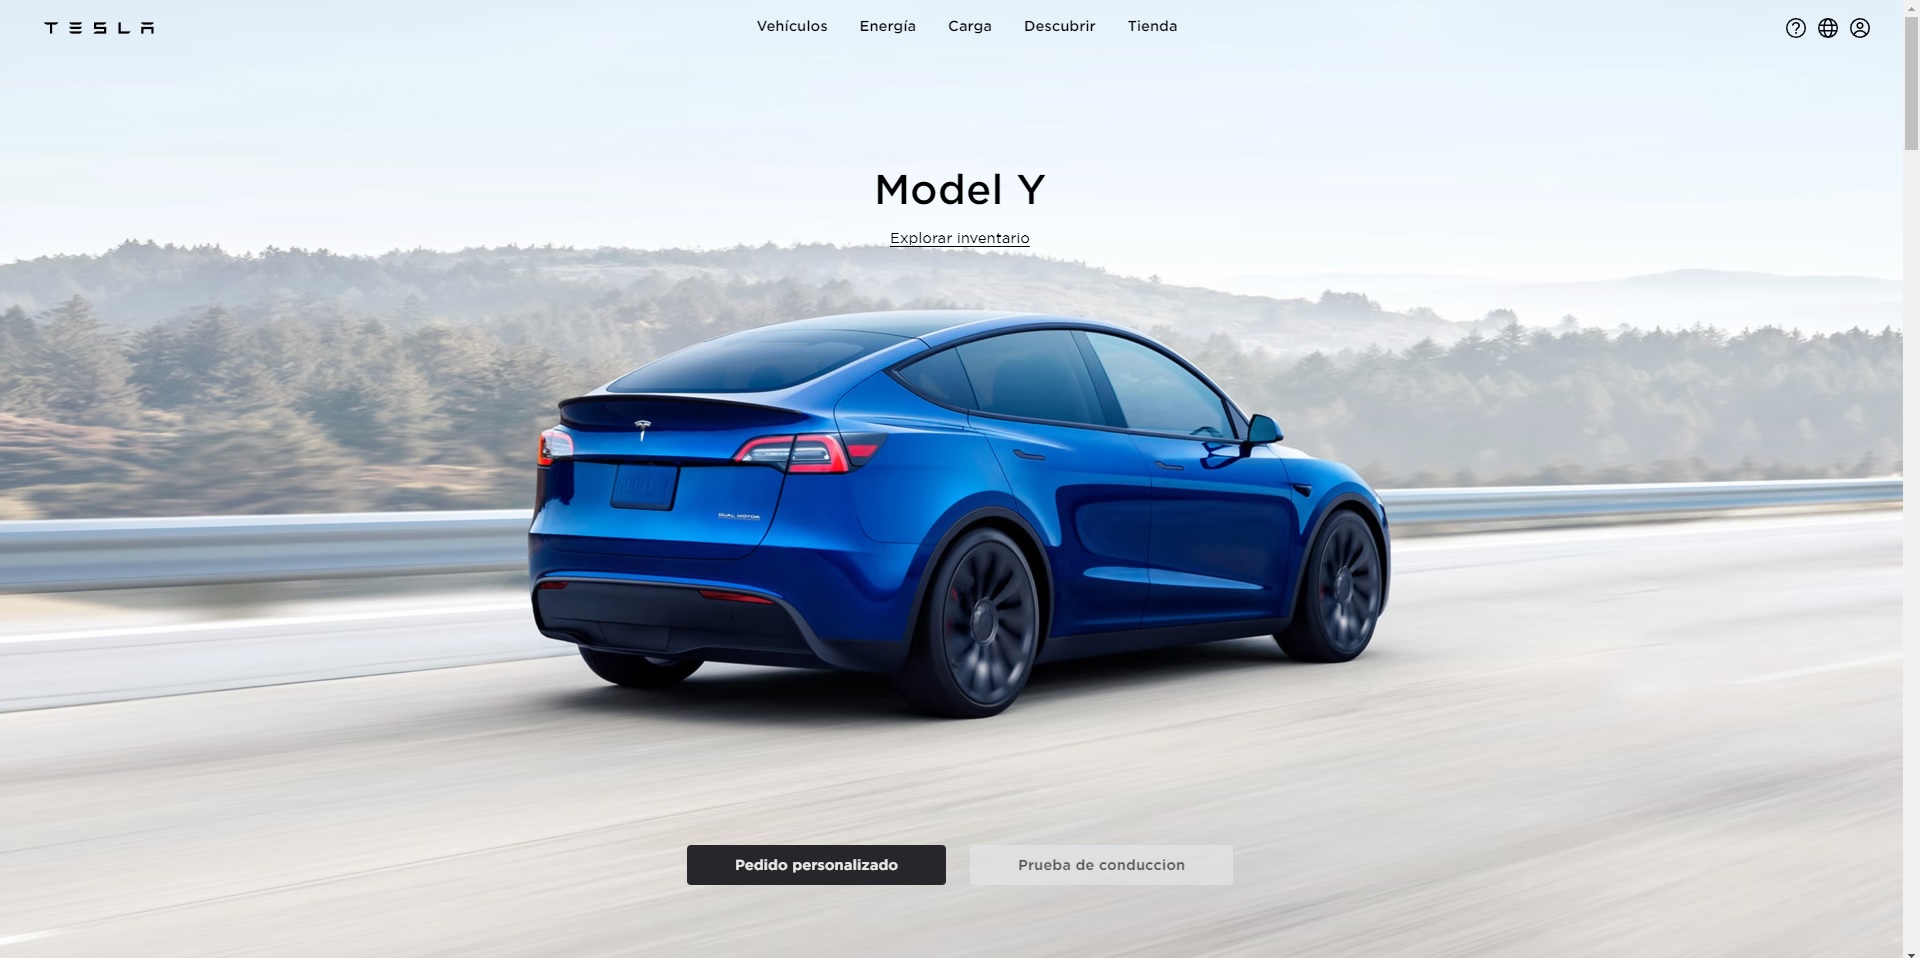 TESLA
Vehículos Energía Carga Descubrir Tienda
Model Y
Explorar inventario
DUAL MOTOR
Pedido personalizado
Prueba de conduccion